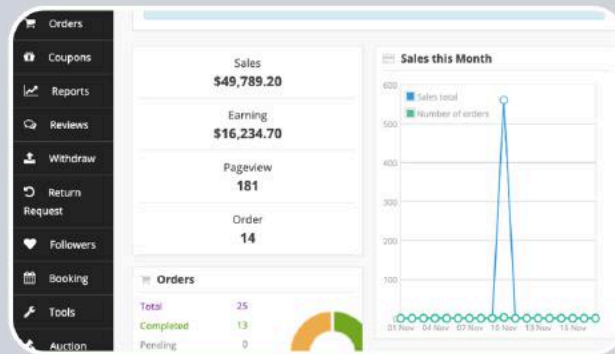 Orders
Coupons
Reports
Reviews
Withdraw
Return
Request
Followers
Booking
Tools
Auction
Sales
$49,789.20
Earning
$16,234.70
Pageview
181
Order
14
Orders
Total 25
Completed 13
Pending 0
Sales this Month
Sales total
Number of orders
600
500
400
300
200
100
0
01 Nov 04 Nov 07 Nov 10 Nov 13 Nov 16 Nov